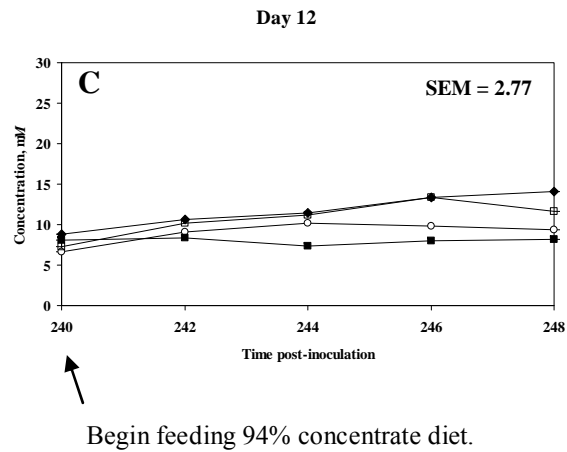 Day 12
C
SEM = 2.77
30
25
20
15
10
5
0
Concentration, mM
240
242
244
246
248
Time post-inoculation
Begin feeding 94% concentrate diet.